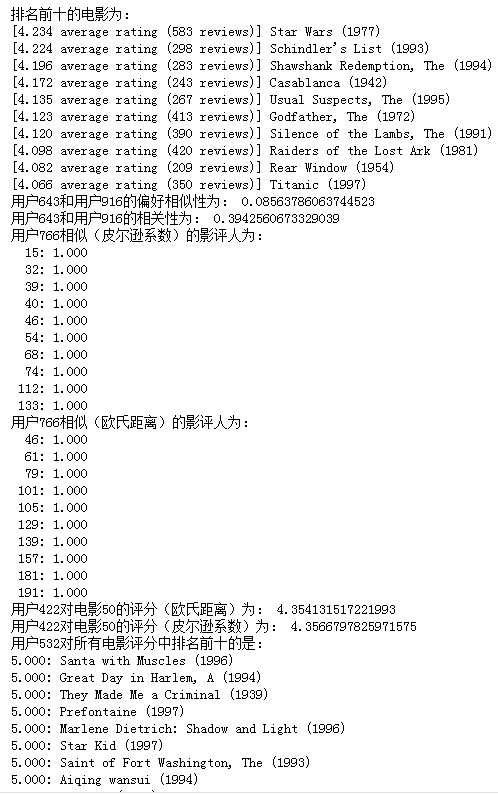 排名前十的电影为:
[4.234 average rating (583 reviews)] Star Wars (1977)
[4.224 average rating (298 reviews)] Schindler's List (1993)
[4.196 average rating (283 reviews)] Shawshank Redemption, The (1994)
[4.172 average rating (243 reviews)] Casablanca (1942)
[4.135 average rating (267 reviews)] Usual Suspects, The (1995)
[4.123 average rating (413 reviews)] Godfather, The (1972)
[4.120 average rating (390 reviews)] Silence of the Lambs, The (1991)
[4.098 average rating (420 reviews)] Raiders of the Lost Ark (1981)
[4.082 average rating (209 reviews)] Rear Window (1954)
[4.066 average rating (350 reviews)] Titanic (1997)
用户643和用户916的偏好相似性为: 0.08563786063744523
用户643和用户916的相关性为: 0.3942560673329039
用户766相似（皮尔逊系数）的影评人为:
15: 1.000
32: 1.000
39: 1.000
40: 1.000
46: 1.000
54: 1.000
68: 1.000
74: 1.000
112: 1.000
133: 1.000
用户766相似（欧氏距离）的影评人为:
46: 1.000
61: 1.000
79: 1.000
101: 1.000
105: 1.000
129: 1.000
139: 1.000
157: 1.000
181: 1.000
191: 1.000
用户422对电影50的评分（欧氏距离）为: 4.354131517221993
用户422对电影50的评分（皮尔逊系数）为: 4.3566797825971575
用户532对所有电影评分中排名前十的是:
5.000: Santa with Muscles (1996)
5.000: Great Day in Harlem, A (1994)
5.000: They Made Me a Criminal (1939)
5.000: Prefontaine (1997)
5.000: Marlene Dietrich: Shadow and Light (1996)
5.000: Star Kid (1997)
5.000: Saint of Fort Washington, The (1993)
5.000: Aiqing wansui (1994)